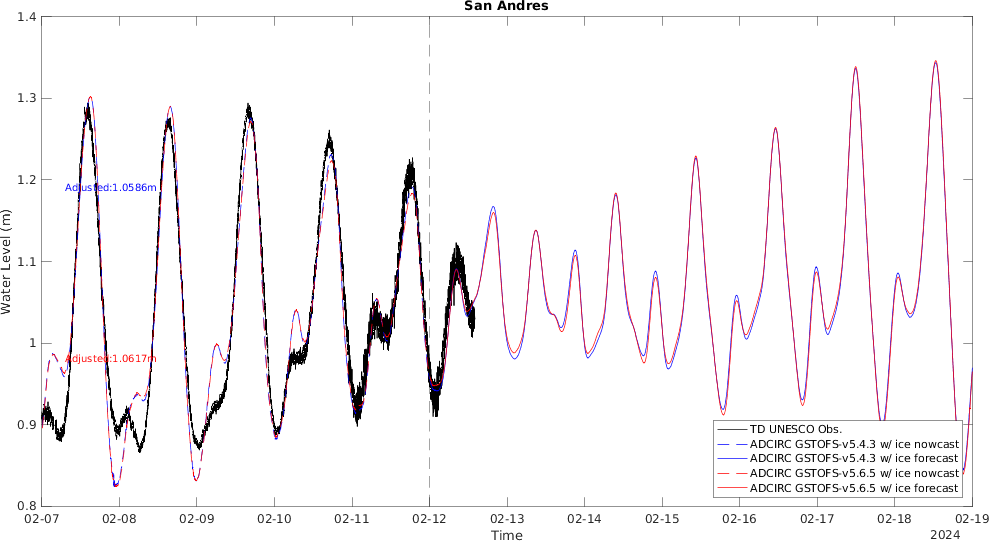 San Andres
1.4
1.3
1.2
1.1
1
0.9
0.8
Water Level (m)
Adjusted:1.0586m
Adjusted:1.0617m
TD UNESCO Obs.
ADCIRC GSTOFS-v5.4.3 w/ ice nowcast
ADCIRC GSTOFS-v5.4.3 w/ ice forecast
ADCIRC GSTOFS-v5.6.5 w/ ice nowcast
ADCIRC GSTOFS-v5.6.5 w/ ice forecast
02-07 02-08 02-09 02-10 02-11 02-12 02-13 02-14 02-15 02-16 02-17 02-18 02-19
Time
2024